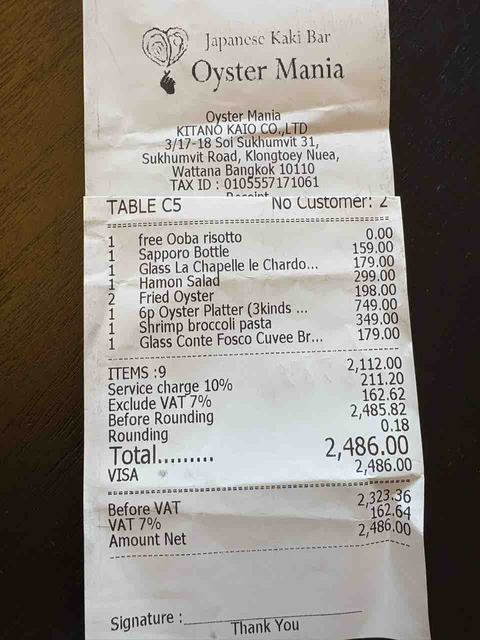 Japanese Kaki Bar
Oyster Mania
Oyster Mania
KITANO KAIO CO.,LTD
3/17-18 Soi Sukhumvit 31,
Sukhumvit Road, Klongtoey Nuea,
Wattana Bangkok 10110
TAX ID : 0105557171061
Receipt
TABLE C5 No Customer: 2
1 free Ooba risotto 0.00
1 Sapporo Bottle 159.00
1 Glass La Chapelle le Chardo... 179.00
1 Hamon Salad 299.00
2 Fried Oyster 198.00
1 6p Oyster Platter (3kinds ... 749.00
1 Shrimp broccoli pasta 349.00
1 Glass Conte Fosco Cuvee Br... 179.00
ITEMS :9 2,112.00
Service charge 10% 211.20
Exclude VAT 7% 162.62
Before Rounding 2,485.82
Rounding 0.18
Total......... 2,486.00
VISA 2,486.00
Before VAT 2,323.36
VAT 7% 162.64
Amount Net 2,486.00
Signature :
Thank You